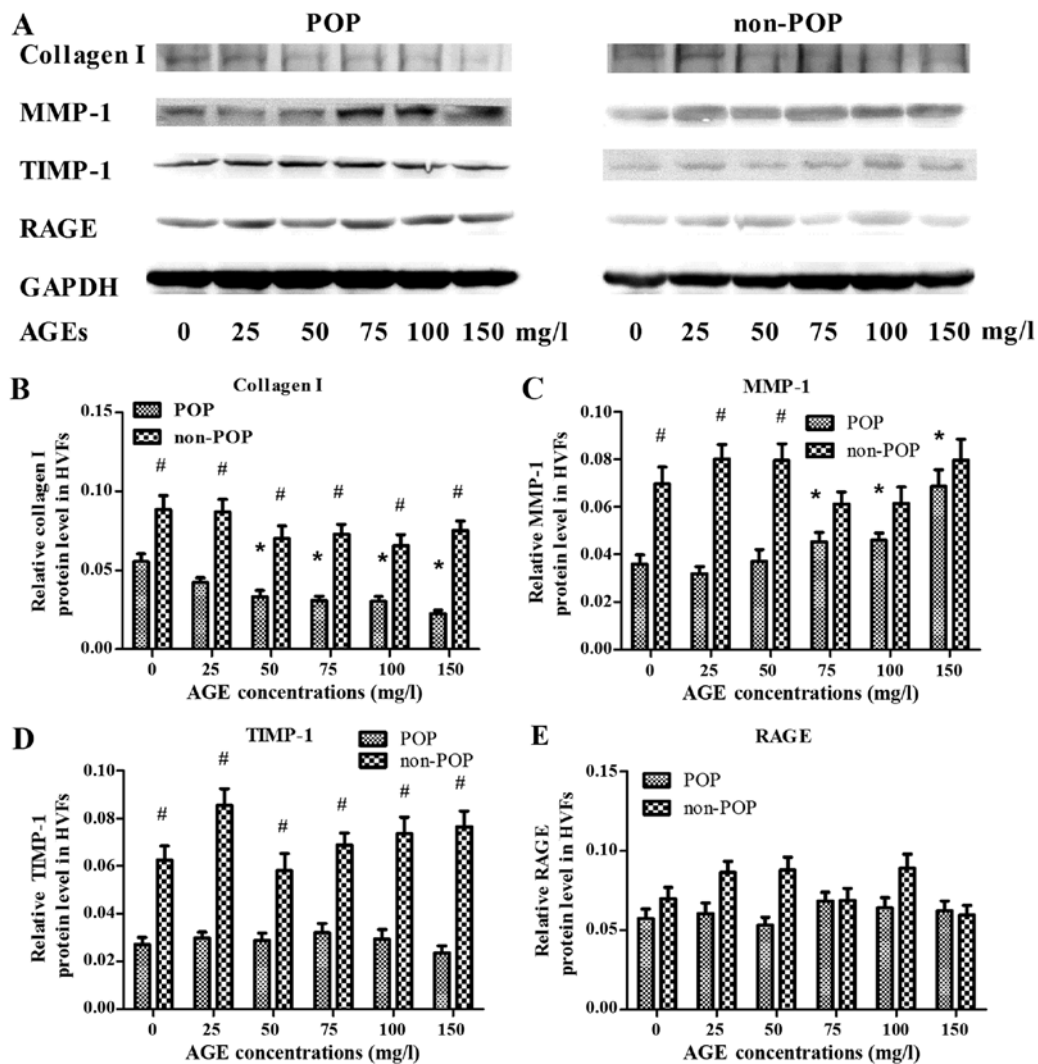 A
POP
non-POP
Collagen I
MMP-1
TIMP-1
RAGE
GAPDH
AGEs 0 25 50 75 100 150 mg/l 0 25 50 75 100 150 mg/l
B
Collagen I
POP
non-POP
Relative collagen I
protein level in HVFs
0.15
0.10
0.05
0.00
# # # # # #
* * * *
0 25 50 75 100 150
AGE concentrations (mg/l)
C
MMP-1
POP
non-POP
Relative MMP-1
protein level in HVFs
0.10
0.08
0.06
0.04
0.02
0.00
# # #
* * *
0 25 50 75 100 150
AGE concentrations (mg/l)
D
TIMP-1
POP
non-POP
Relative TIMP-1
protein level in HVFs
0.10
0.08
0.06
0.04
0.02
0.00
# # # # # #
0 25 50 75 100 150
AGE concentrations (mg/l)
E
RAGE
POP
non-POP
Relative RAGE
protein level in HVFs
0.15
0.10
0.05
0.00
0 25 50 75 100 150
AGE concentrations (mg/l)